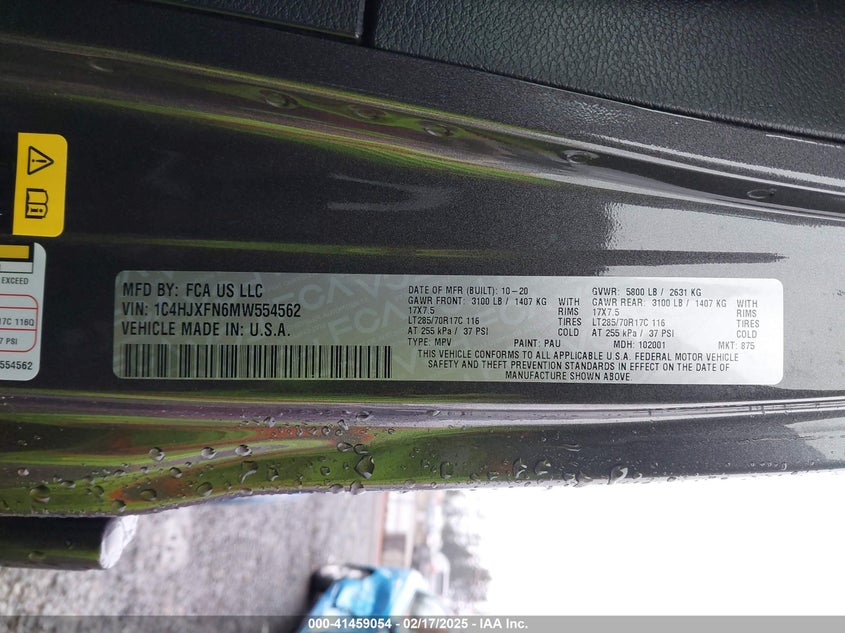 EXCEED
17C 116Q
37 PSI
554562
MFD BY: FCA US LLC
VIN: 1C4HJXFN6MW554562
VEHICLE MADE IN U.S.A.
DATE OF MFR (BUILT): 10-20 GVWR: 5800 LB / 2631 KG
GAWR FRONT: 3100 LB / 1407 KG WITH GAWR REAR: 3100 LB / 1407 KG WITH
17X7.5 RIMS 17X7.5 RIMS
LT285/70R17C 116 TIRES LT285/70R17C 116 TIRES
AT 255 kPa / 37 PSI COLD AT 255 kPa / 37 PSI COLD
TYPE: MPV PAINT: PAU MDH: 102001 MKT: 875
THIS VEHICLE CONFORMS TO ALL APPLICABLE U.S.A. FEDERAL MOTOR VEHICLE
SAFETY AND THEFT PREVENTION STANDARDS IN EFFECT ON THE DATE OF
MANUFACTURE SHOWN ABOVE.
000-41459054 - 02/17/2025 - IAAI.COM